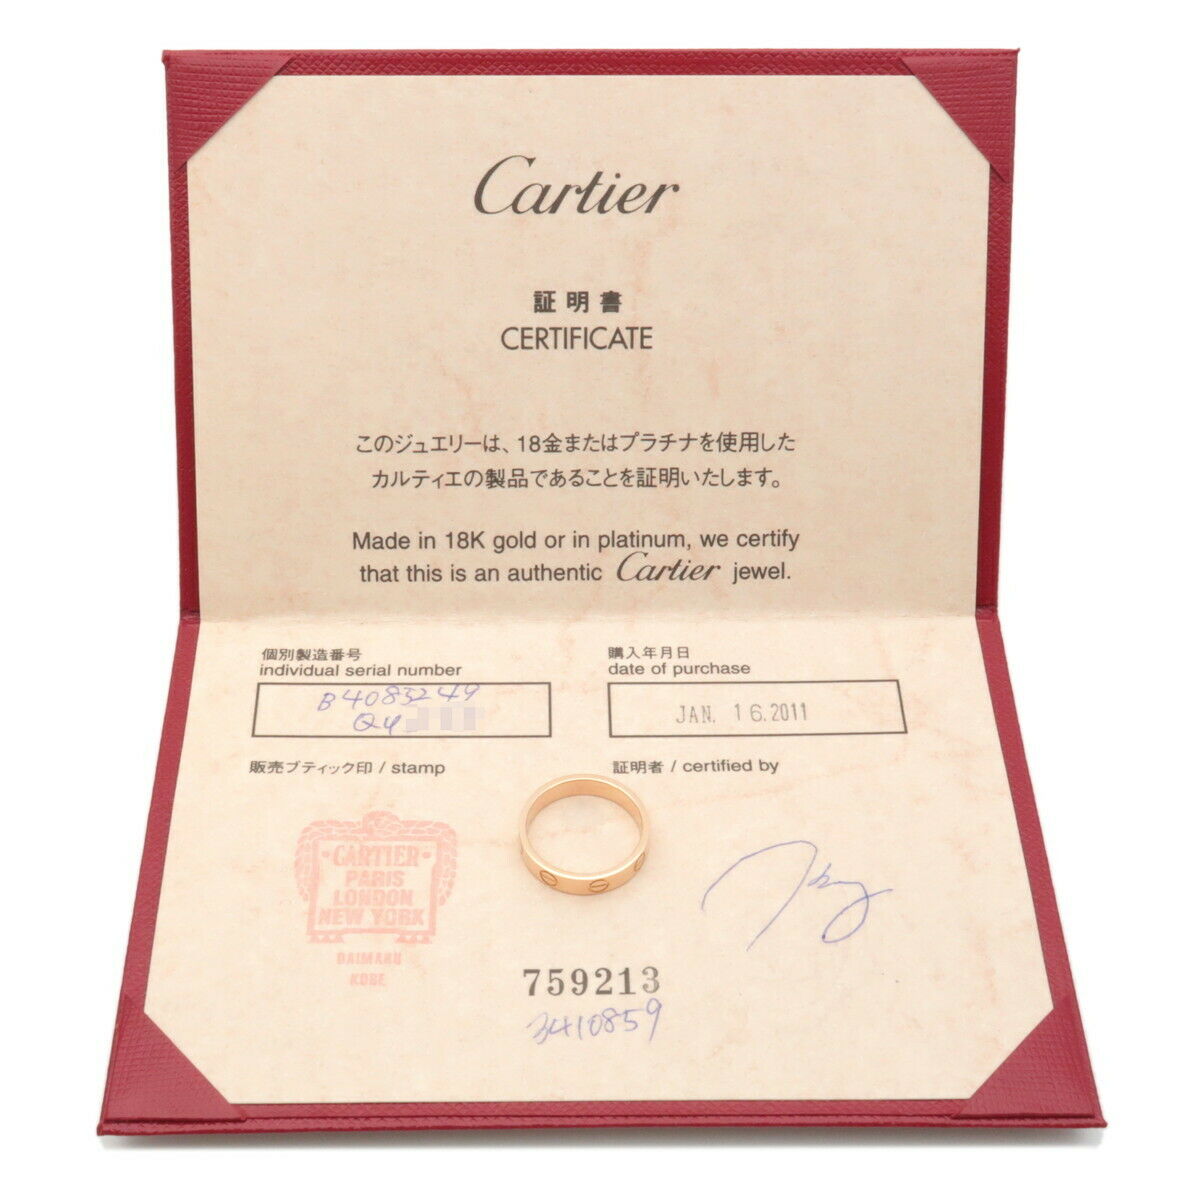 Cartier
証明書
CERTIFICATE
このジュエリーは、18金またはプラチナを使用した
カルティエの製品であることを証明いたします。
Made in 18K gold or in platinum, we certify
that this is an authentic Cartier jewel.
個別製造番号
individual serial number
B4085249
購入年月日
date of purchase
JAN. 16.2011
販売ブティック印 / stamp
証明者 / certified by
CARTIER
PARIS
LONDON
NEW YORK
DAIMARU
KOBE
759213
3410859